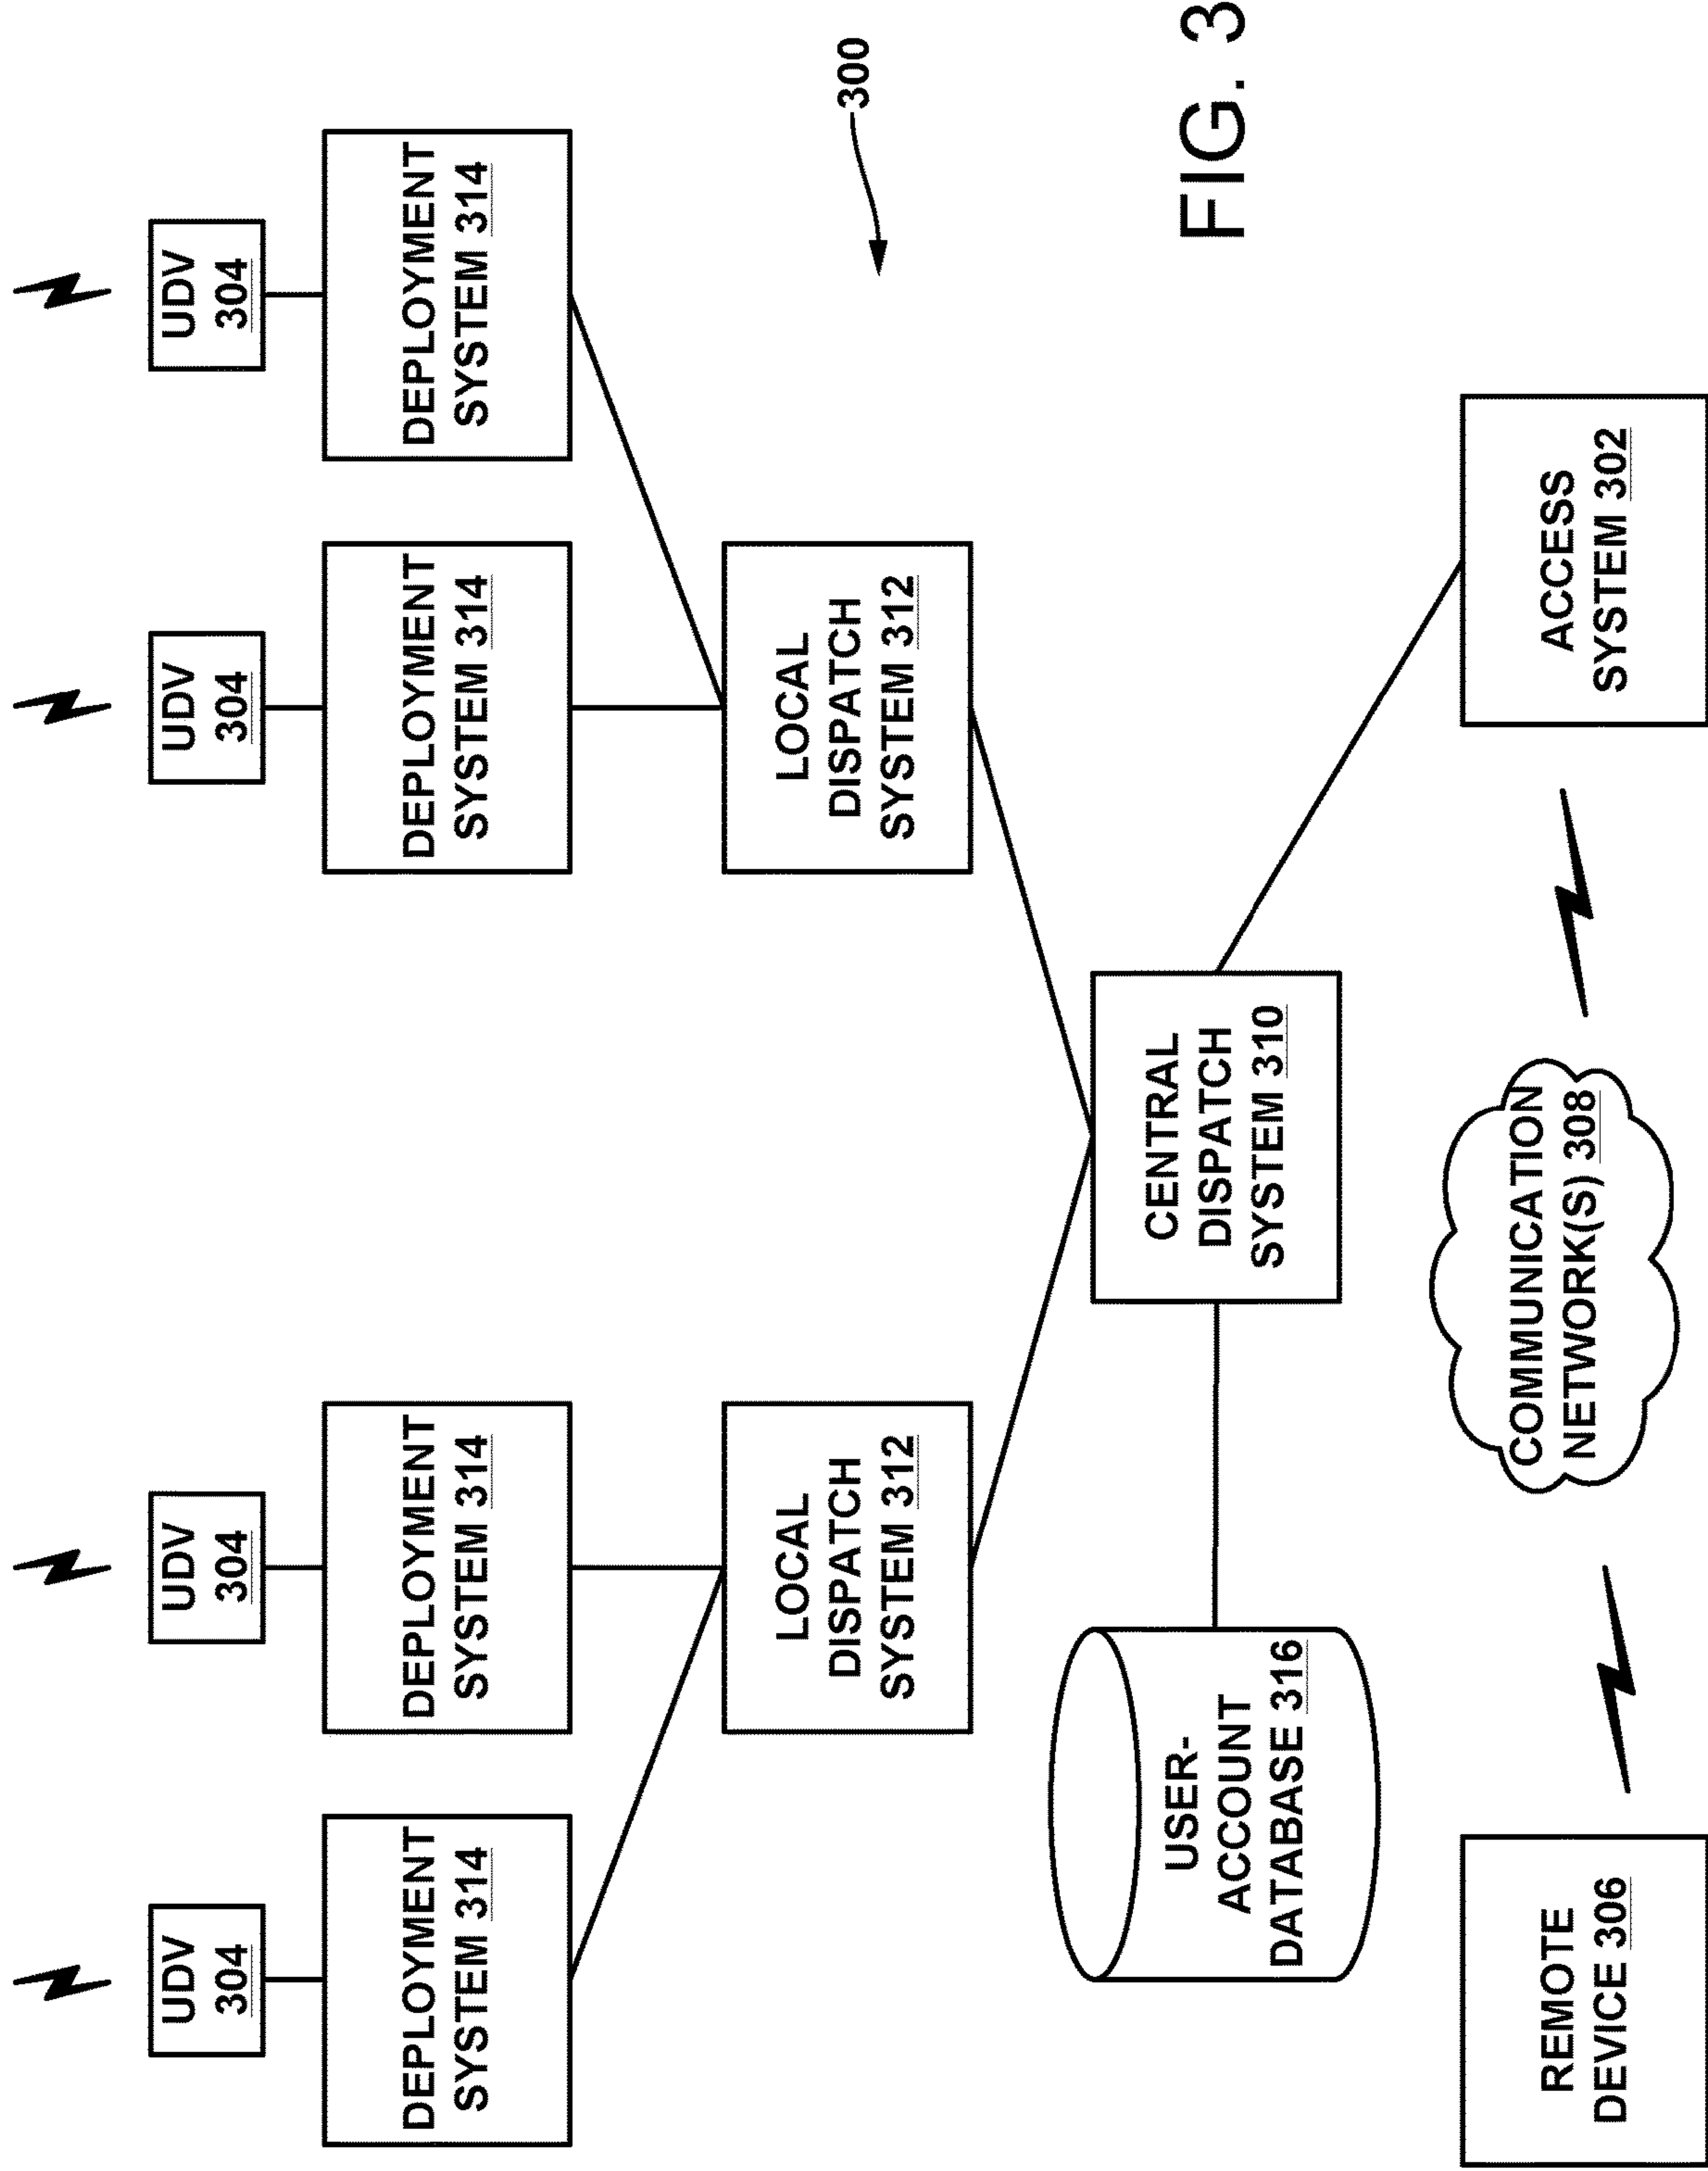 UDV
304
UDV
304
UDV
304
UDV
304
DEPLOYMENT
SYSTEM 314
DEPLOYMENT
SYSTEM 314
DEPLOYMENT
SYSTEM 314
DEPLOYMENT
SYSTEM 314
LOCAL
DISPATCH
SYSTEM 312
LOCAL
DISPATCH
SYSTEM 312
300
USER-
ACCOUNT
DATABASE 316
CENTRAL
DISPATCH
SYSTEM 310
FIG. 3
REMOTE
DEVICE 306
COMMUNICATION
NETWORK(S) 308
ACCESS
SYSTEM 302